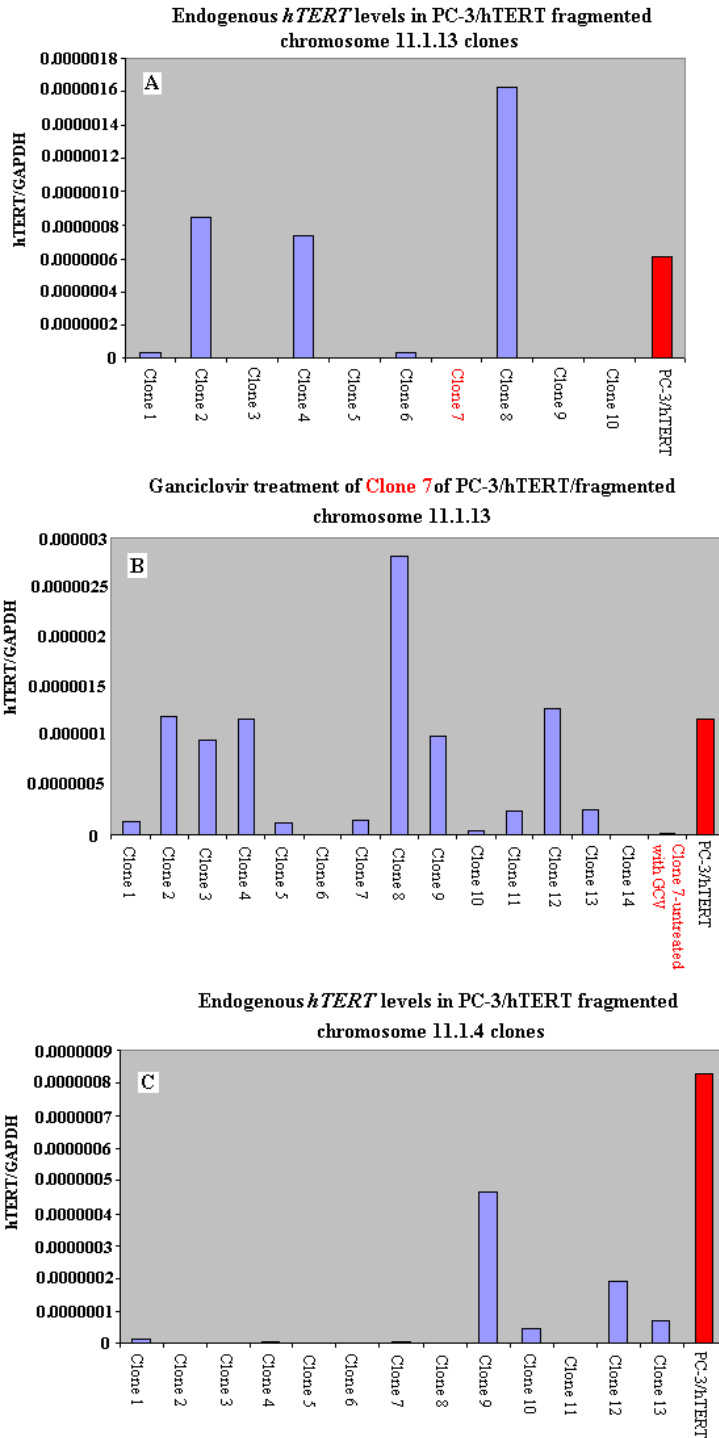 Endogenous hTERT levels in PC-3/hTERT fragmented
chromosome 11.1.13 clones
A
hTERT/GAPDH
0.0000018
0.0000016
0.0000014
0.0000012
0.0000010
0.0000008
0.0000006
0.0000004
0.0000002
0
Clone 1
Clone 2
Clone 3
Clone 4
Clone 5
Clone 6
Clone 7
Clone 8
Clone 9
Clone 10
PC-3/hTERT
Ganciclovir treatment of Clone 7 of PC-3/hTERT/fragmented
chromosome 11.1.13
B
hTERT/GAPDH
0.000003
0.0000025
0.000002
0.0000015
0.000001
0.0000005
0
Clone 1
Clone 2
Clone 3
Clone 4
Clone 5
Clone 6
Clone 7
Clone 8
Clone 9
Clone 10
Clone 11
Clone 12
Clone 13
Clone 14
Clone 7-untreated
with GCV
PC-3/hTERT
Endogenous hTERT levels in PC-3/hTERT fragmented
chromosome 11.1.4 clones
C
hTERT/GAPDH
0.0000009
0.0000008
0.0000007
0.0000006
0.0000005
0.0000004
0.0000003
0.0000002
0.0000001
0
Clone 1
Clone 2
Clone 3
Clone 4
Clone 5
Clone 6
Clone 7
Clone 8
Clone 9
Clone 10
Clone 11
Clone 12
Clone 13
PC-3/hTERT